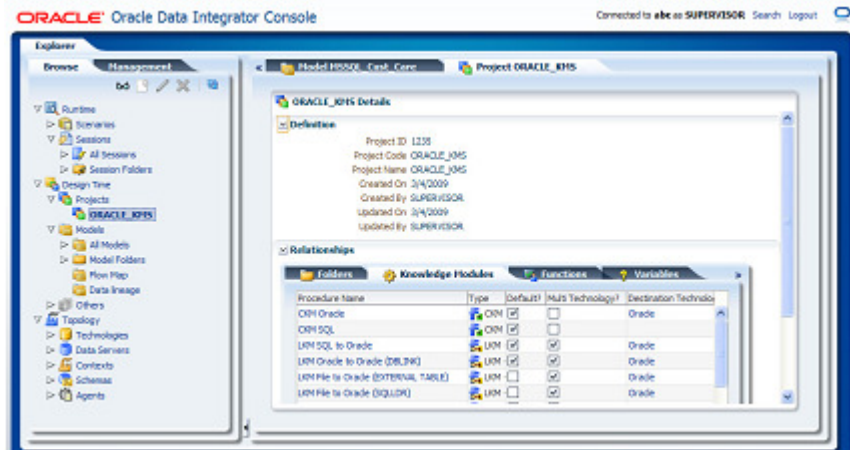 ORACLE Oracle Data Integrator Console
Connected to abc as SUPERVISOR Search Logout
Explorer
Browse Management
Model MSSQL_Cust_Care Project ORACLE_KMS
Runtime
Scenarios
Sessions
All Sessions
Session Folders
Design Time
Projects
ORACLE_KMS
Models
All Models
Model Folders
Flow Map
Data lineage
Others
Topology
Technologies
Data Servers
Contexts
Schemas
Agents
ORACLE_KMS Details
Definition
Project ID 1235
Project Code ORACLE_KMS
Project Name ORACLE_KMS
Created On 3/4/2009
Created By SUPERVISOR
Updated On 3/4/2009
Updated By SUPERVISOR
Relationships
Folders Knowledge Modules Functions Variables
Procedure Name Type Default? Multi Technology? Destination Technolo
CKM Oracle CKM Oracle
CKM SQL CKM
LKM SQL to Oracle LKM Oracle
LKM Oracle to Oracle (DBLINK) LKM Oracle
LKM File to Oracle (EXTERNAL TABLE) LKM Oracle
LKM File to Oracle (SQLLDR) LKM Oracle